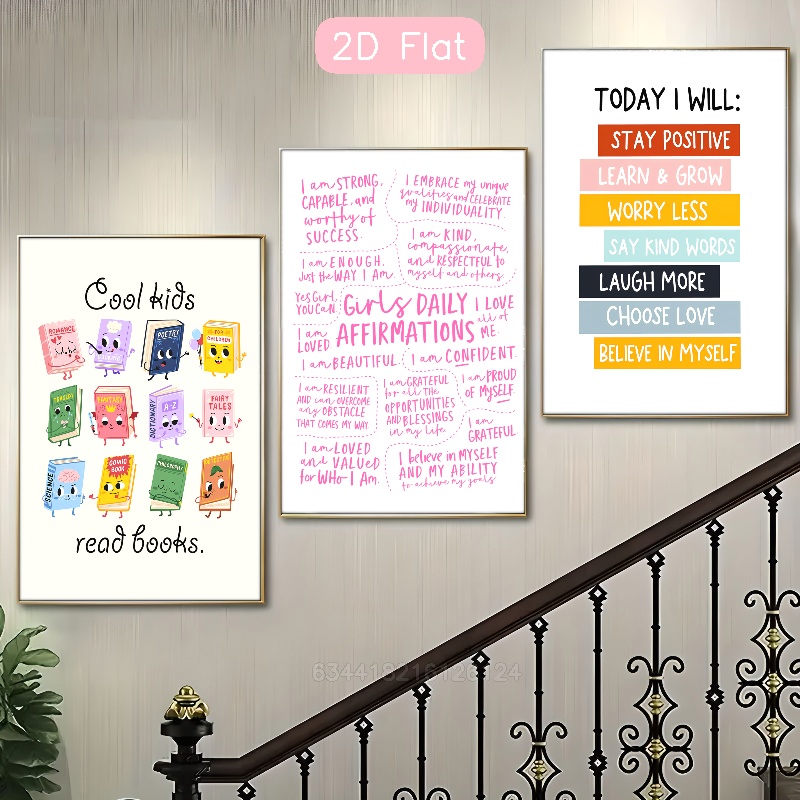 2D Flat
Cool kids
ROMANCE
POETRY
FOR
CHILDREN
TRAGEDY
FANTASY
DICTIONARY
A-Z
FAIRY
TALES
SCIENCE
COMIC
BOOK
PHILOSOPHY
DETECTIVE
read books.
I am STRONG,
CAPABLE, and
worthy of
SUCCESS.
I EMBRACE my unique
qualities and CELEBRATE
my INDIVIDUALITY.
I am ENOUGH,
Just the WAY I Am.
I am KIND,
compassionate,
and RESPECTFUL to
myself and others.
Yes Girl,
YOU CAN
Girls DAILY
AFFIRMATIONS
I LOVE
all of
ME
I am
LOVED
I am BEAUTIFUL
I am CONFIDENT.
I am RESILIENT
AND can OVERCOME
any OBSTACLE
THAT COMES MY WAY.
I am GRATEFUL
for all the
OPPORTUNITIES
AND BLESSINGS
in my life
I am PROUD
OF MYSELF
I am
GRATEFUL
I am LOVED
and VALUED
for WHO I Am.
I believe in MYSELF
AND MY ABILITY
to achieve my goals
TODAY I WILL:
STAY POSITIVE
LEARN & GROW
WORRY LESS
SAY KIND WORDS
LAUGH MORE
CHOOSE LOVE
BELIEVE IN MYSELF